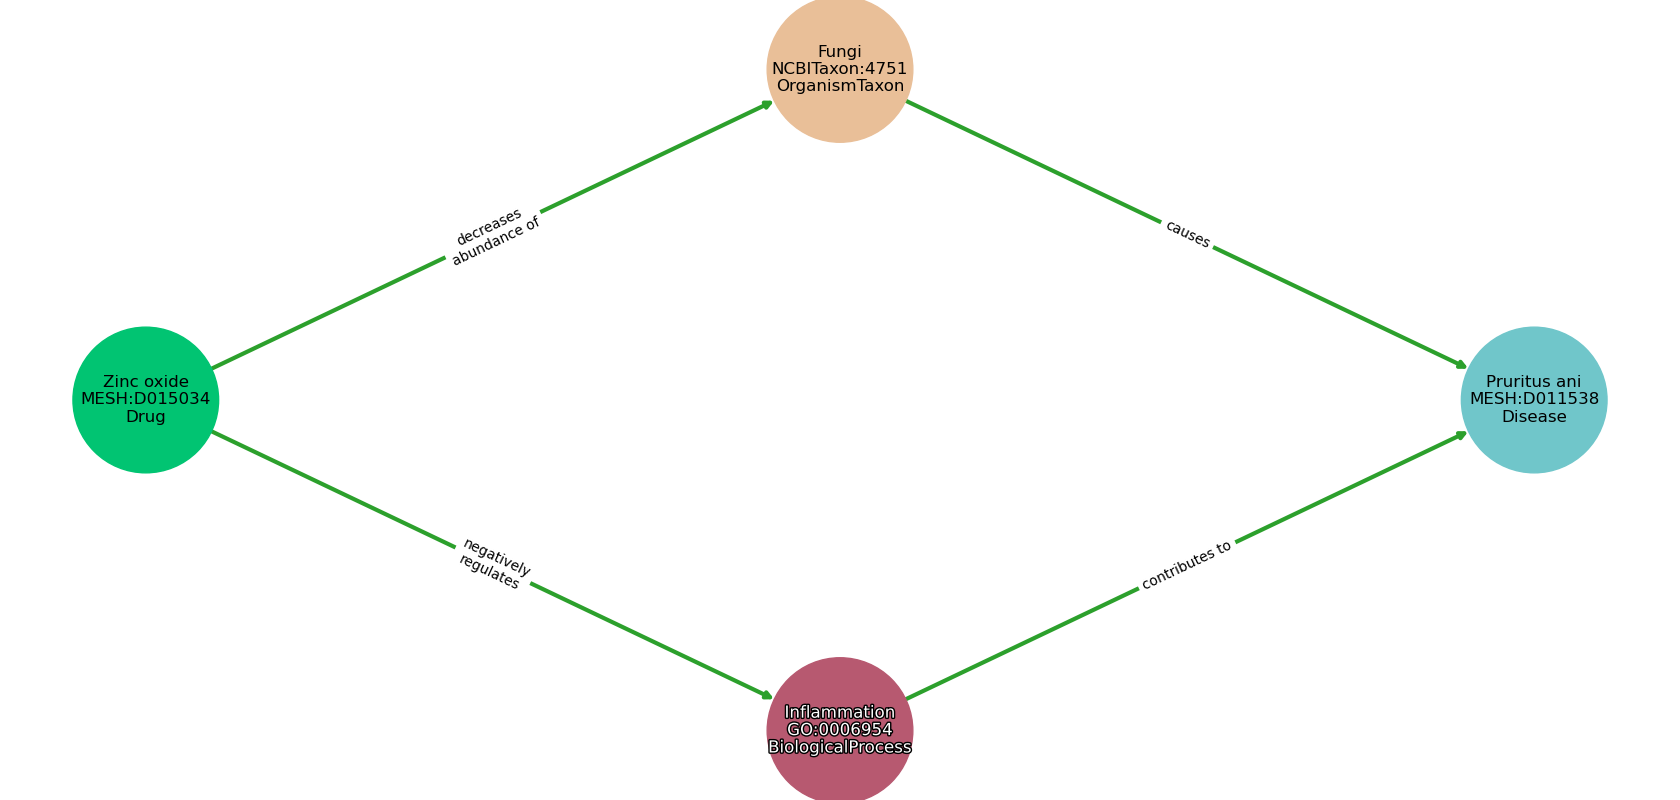 Fungi
NCBITaxon:4751
OrganismTaxon
decreases
abundance of
causes
Zinc oxide
MESH:D015034
Drug
Pruritus ani
MESH:D011538
Disease
negatively
regulates
contributes to
Inflammation
GO:0006954
BiologicalProcess